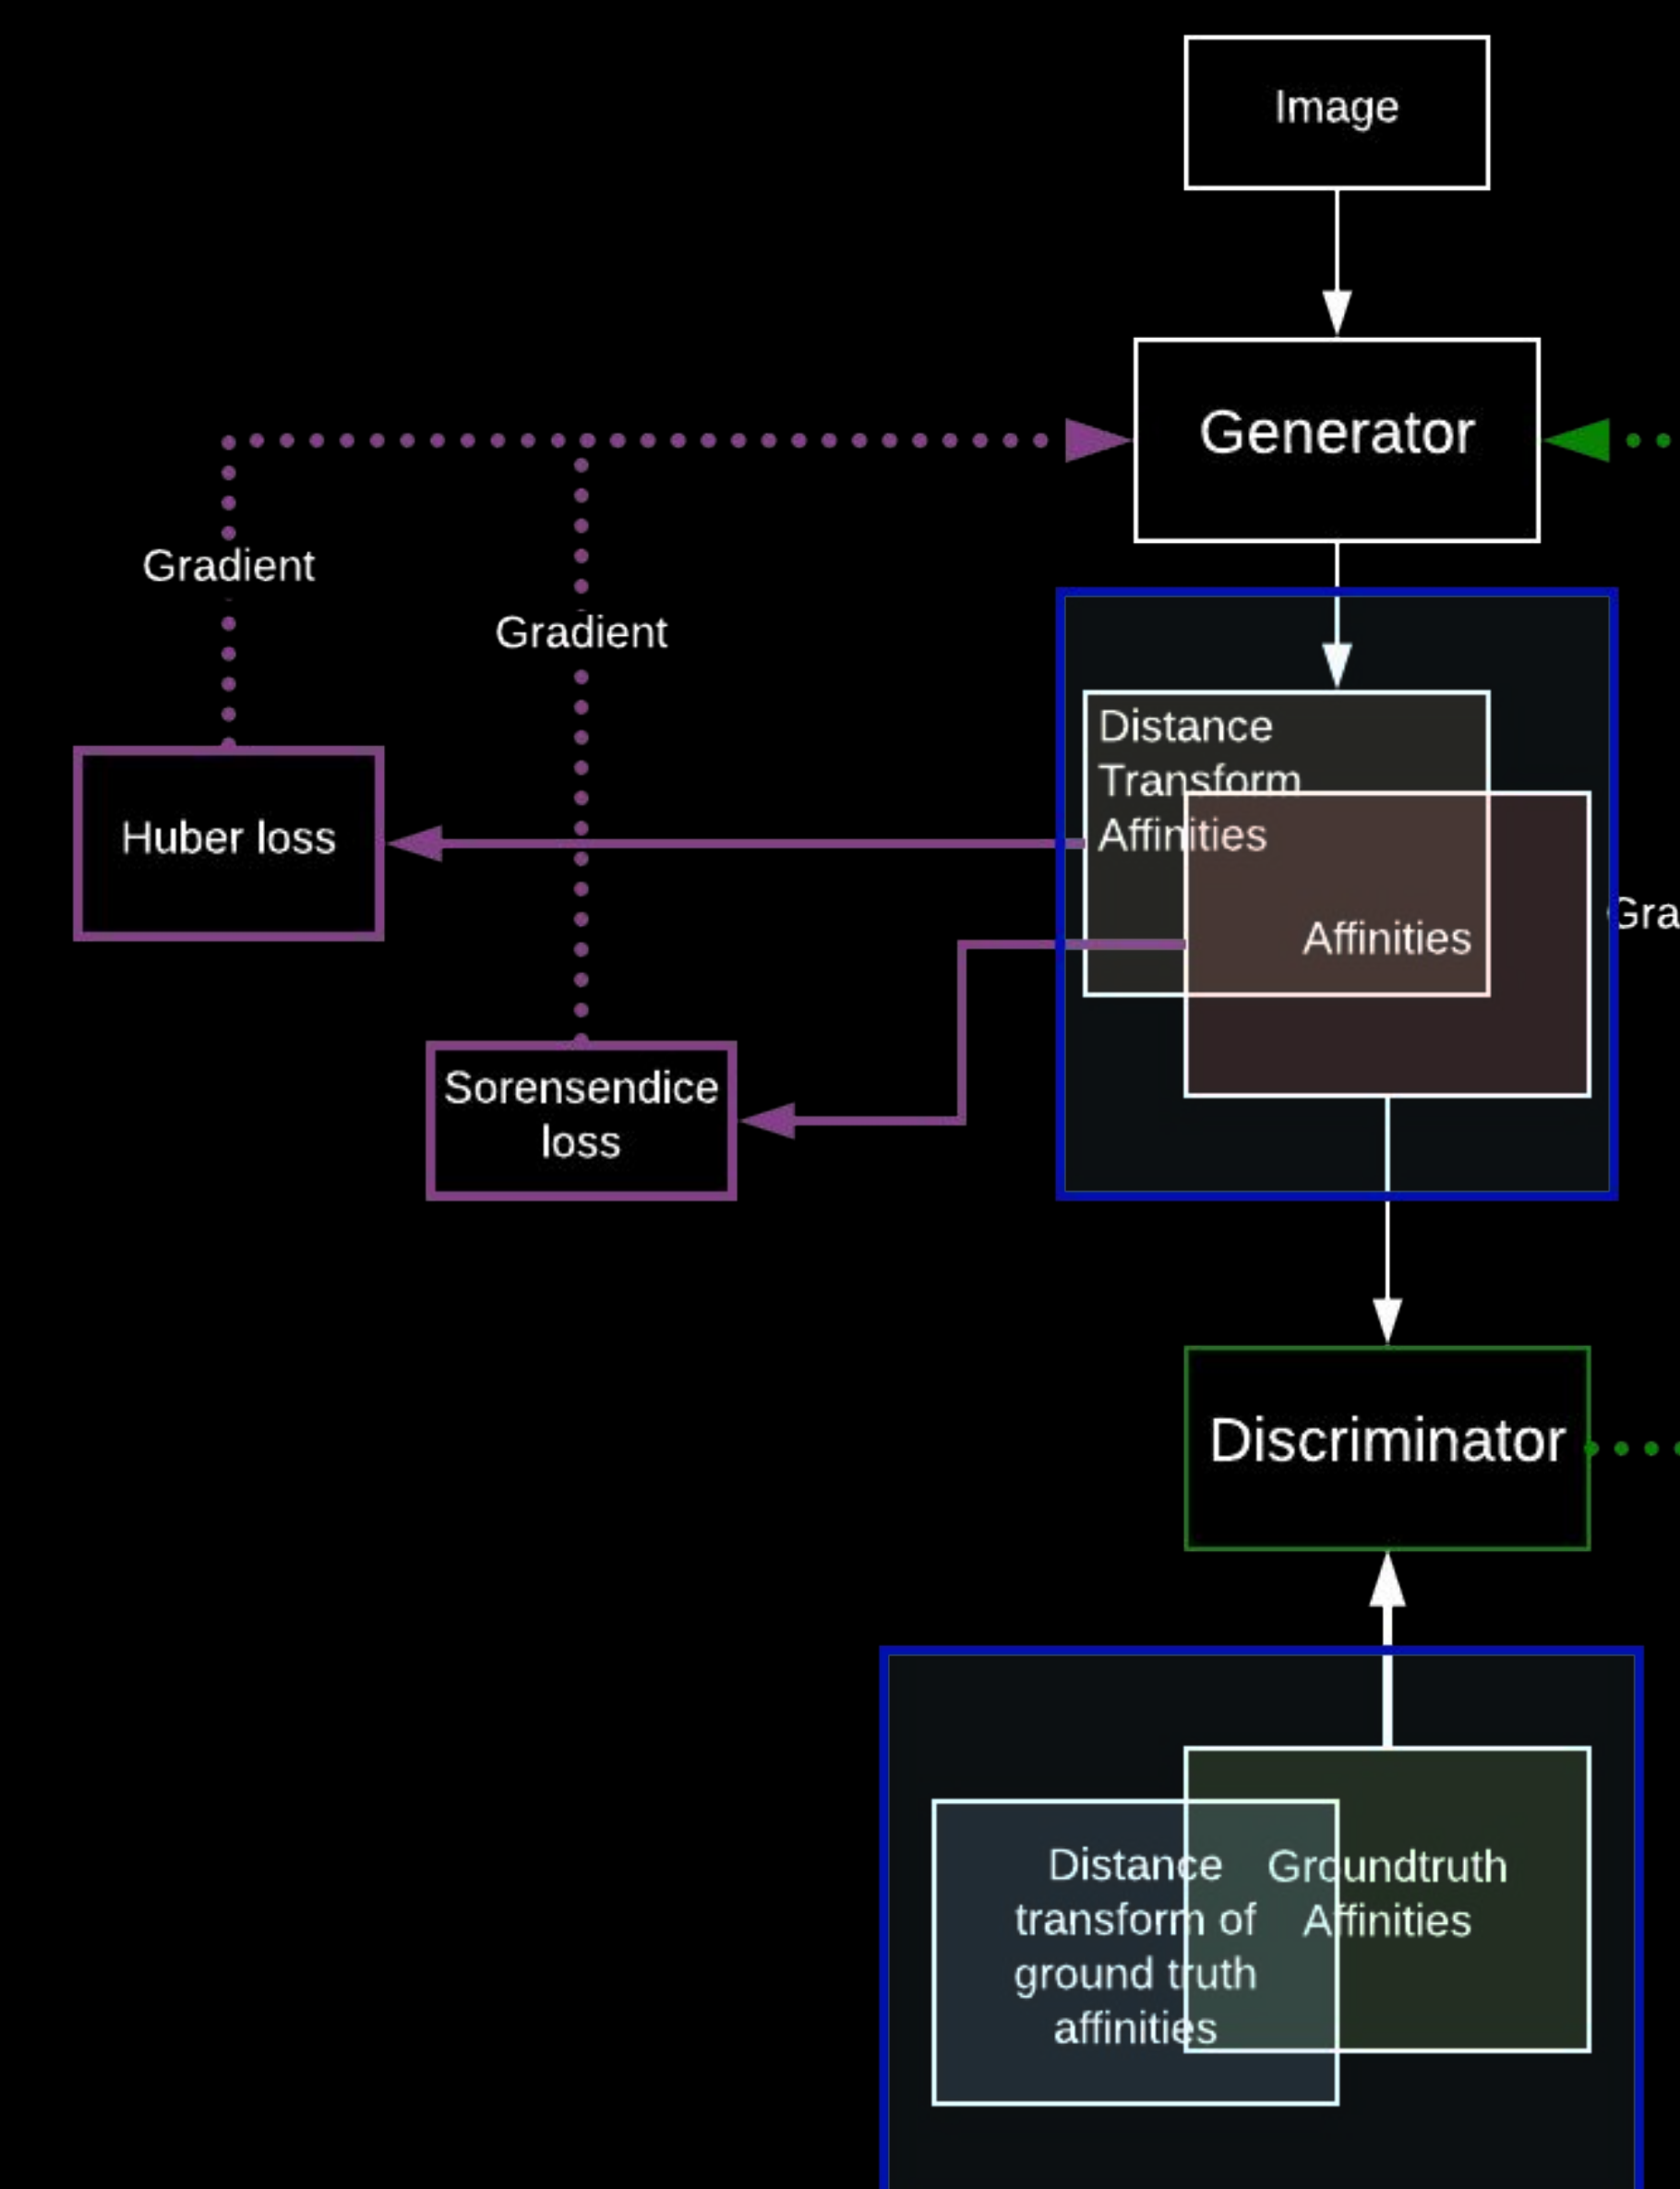 Image
Generator
Gradient
Gradient
Distance
Transform
Affinities
Huber loss
Affinities
Gra
Sorensendice
loss
Discriminator
Distance
transform of
ground truth
affinities
Groundtruth
Affinities